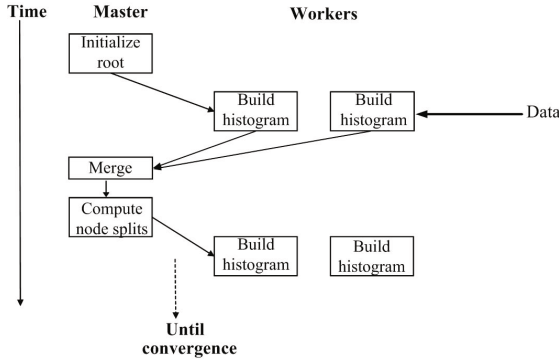 Time
Master
Workers
Initialize
root
Build
histogram
Build
histogram
Data
Merge
Compute
node splits
Build
histogram
Build
histogram
Until
convergence